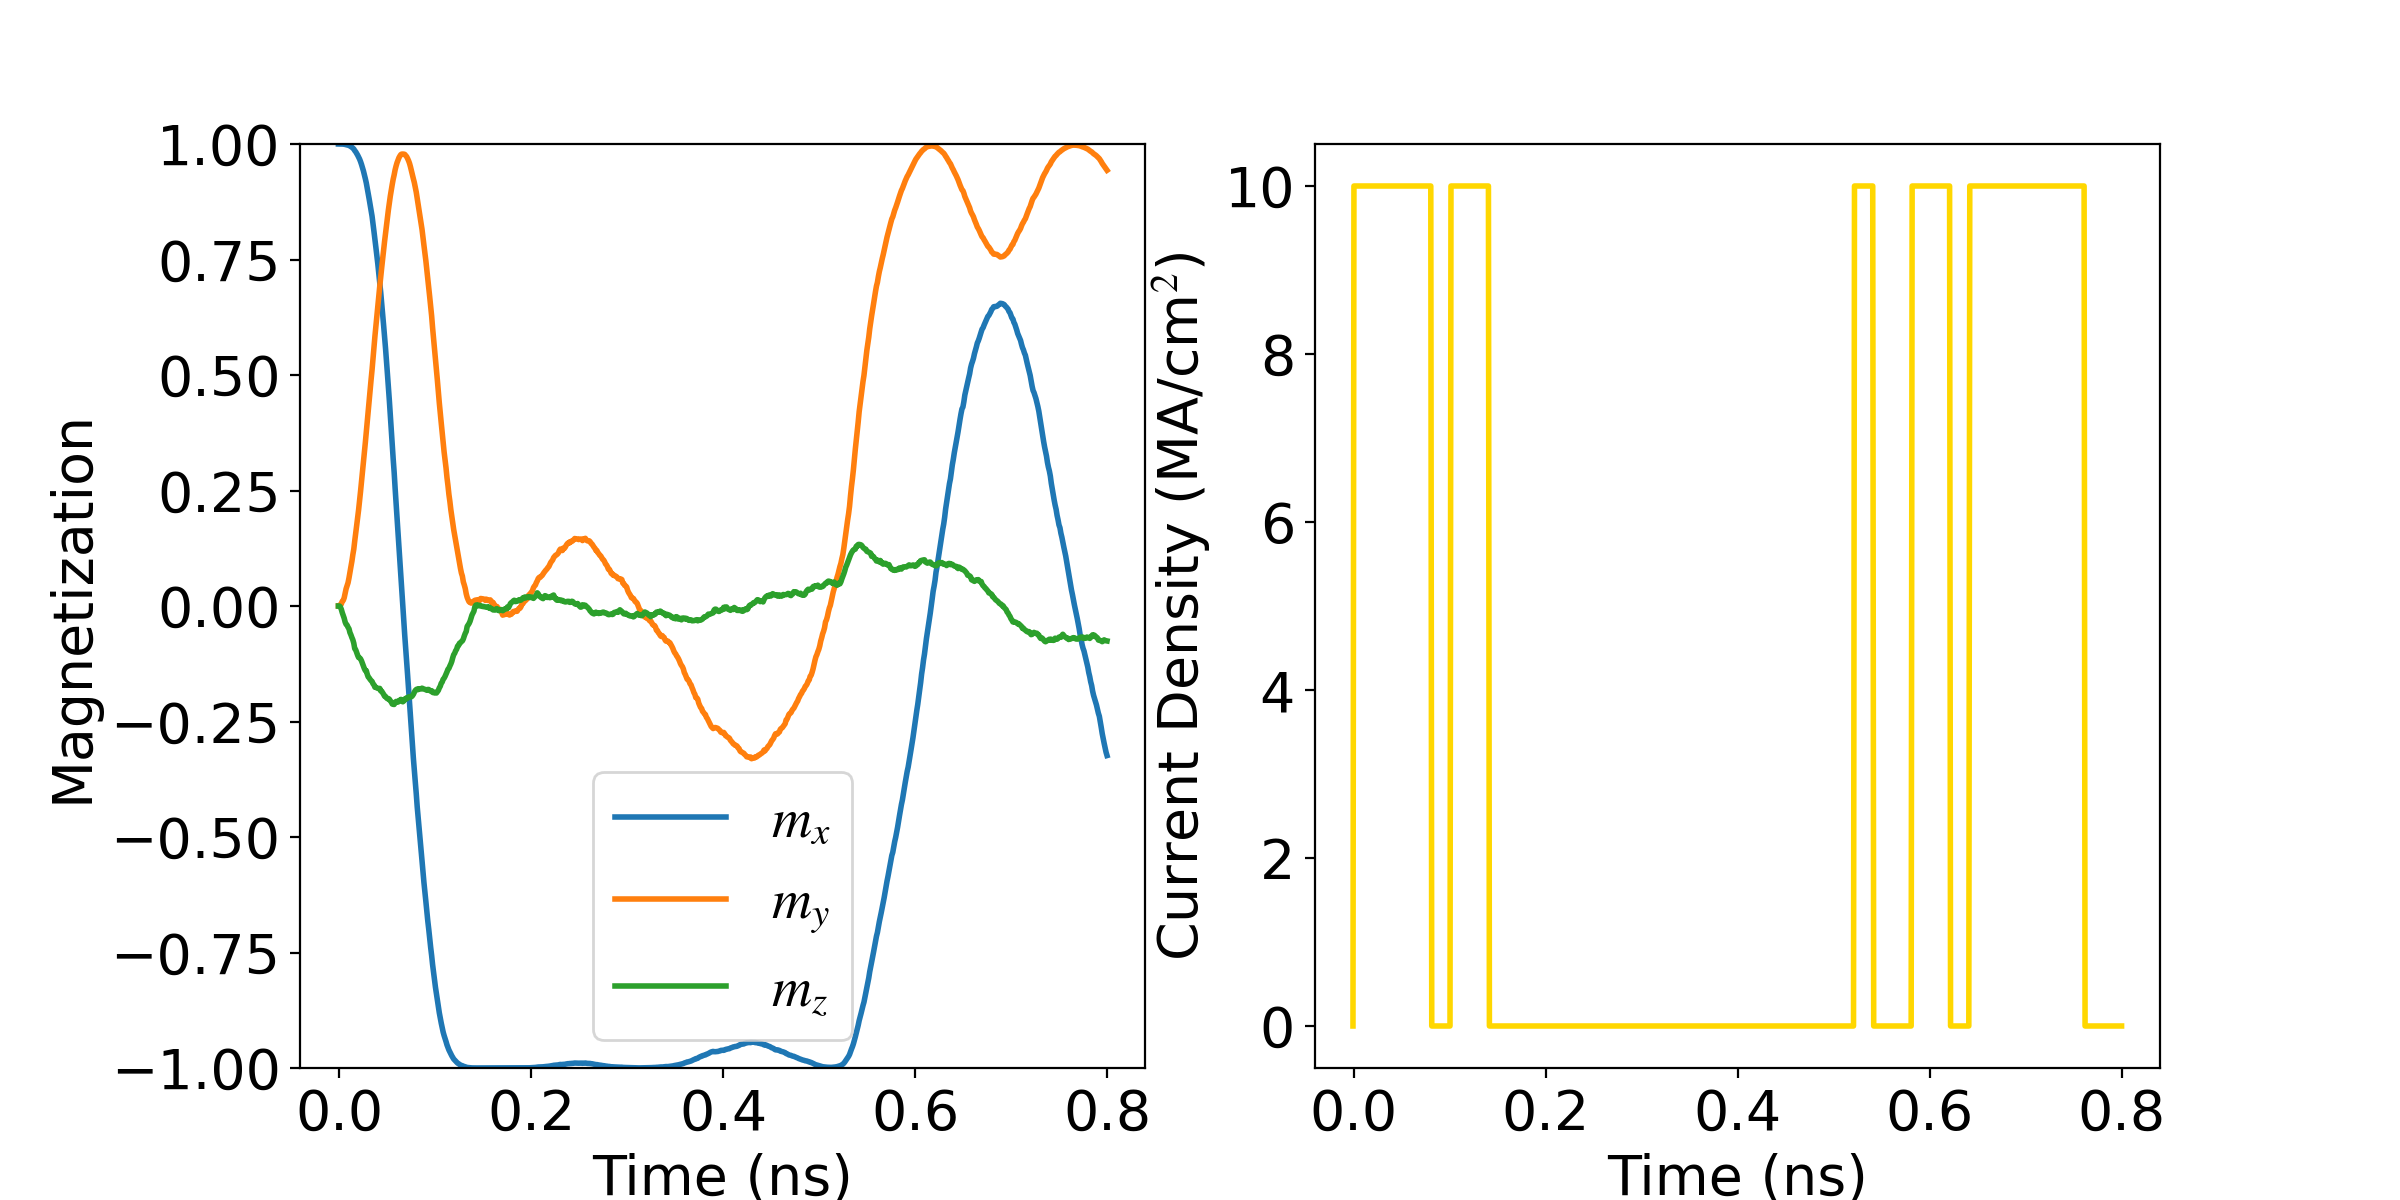 1.00
0.75
0.50
0.25
0.00
−0.25
−0.50
−0.75
−1.00
Magnetization
0.0 0.2 0.4 0.6 0.8
Time (ns)
m_x
m_y
m_z
10
8
6
4
2
0
Current Density (MA/cm²)
0.0 0.2 0.4 0.6 0.8
Time (ns)